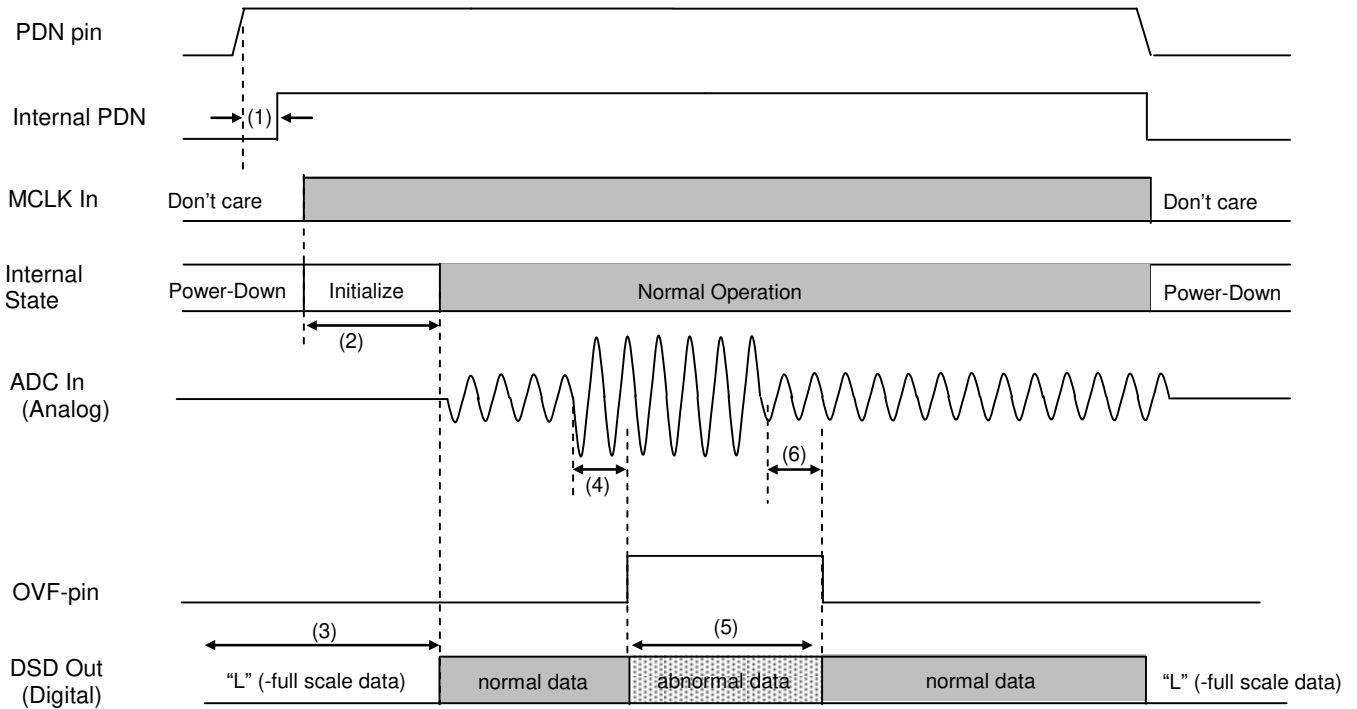 PDN pin
Internal PDN
(1)
MCLK In
Don’t care
Don’t care
Internal
State
Power-Down
Initialize
Normal Operation
Power-Down
(2)
ADC In
(Analog)
(4)
(6)
OVF-pin
(3)
(5)
DSD Out
(Digital)
“L” (-full scale data)
normal data
abnormal data
normal data
“L” (-full scale data)